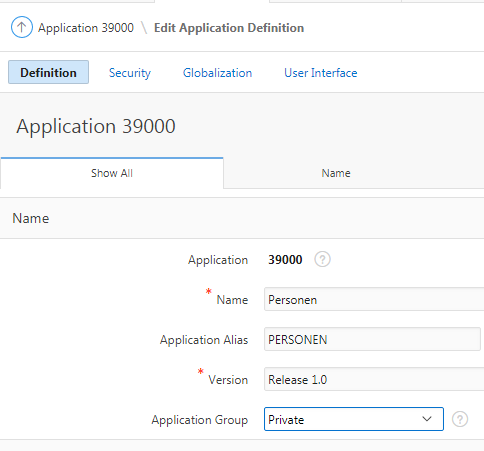 Application 39000 \ Edit Application Definition
Definition Security Globalization User Interface
Application 39000
Show All Name
Name
Application 39000 ?
* Name Personen
Application Alias PERSONEN
* Version Release 1.0
Application Group Private ?